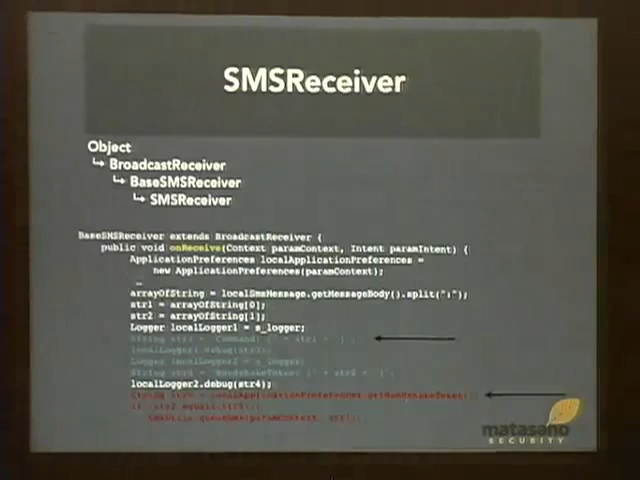 SMSReceiver
Object
↳ BroadcastReceiver
↳ BaseSMSReceiver
↳ SMSReceiver
BaseSMSReceiver extends BroadcastReceiver {
public void onReceive(Context paramContext, Intent paramIntent) {
ApplicationPreferences localApplicationPreferences =
new ApplicationPreferences(paramContext);
…
arrayOfString = localSmsMessage.getMessageBody().split(":");
str1 = arrayOfString[0];
str2 = arrayOfString[1];
Logger localLogger1 = s_logger;
localLogger1.debug(
Logger localLogger2 = s_logger;
localLogger2.debug(str4);
matasano
SECURITY